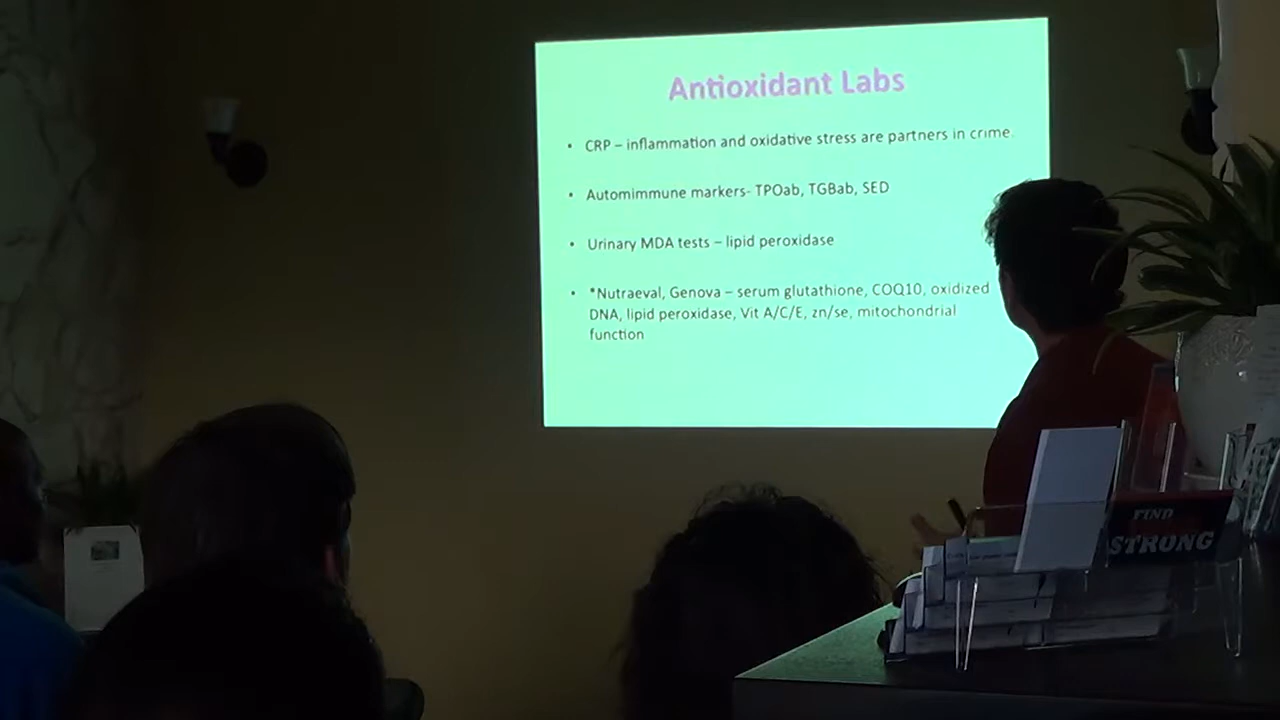 Antioxidant Labs
• CRP – inflammation and oxidative stress are partners in crime.
• Automimmune markers- TPOab, TGBab, SED
• Urinary MDA tests – lipid peroxidase
• *Nutraeval, Genova – serum glutathione, COQ10, oxidized
DNA, lipid peroxidase, Vit A/C/E, zn/se, mitochondrial
function
FIND
STRONG